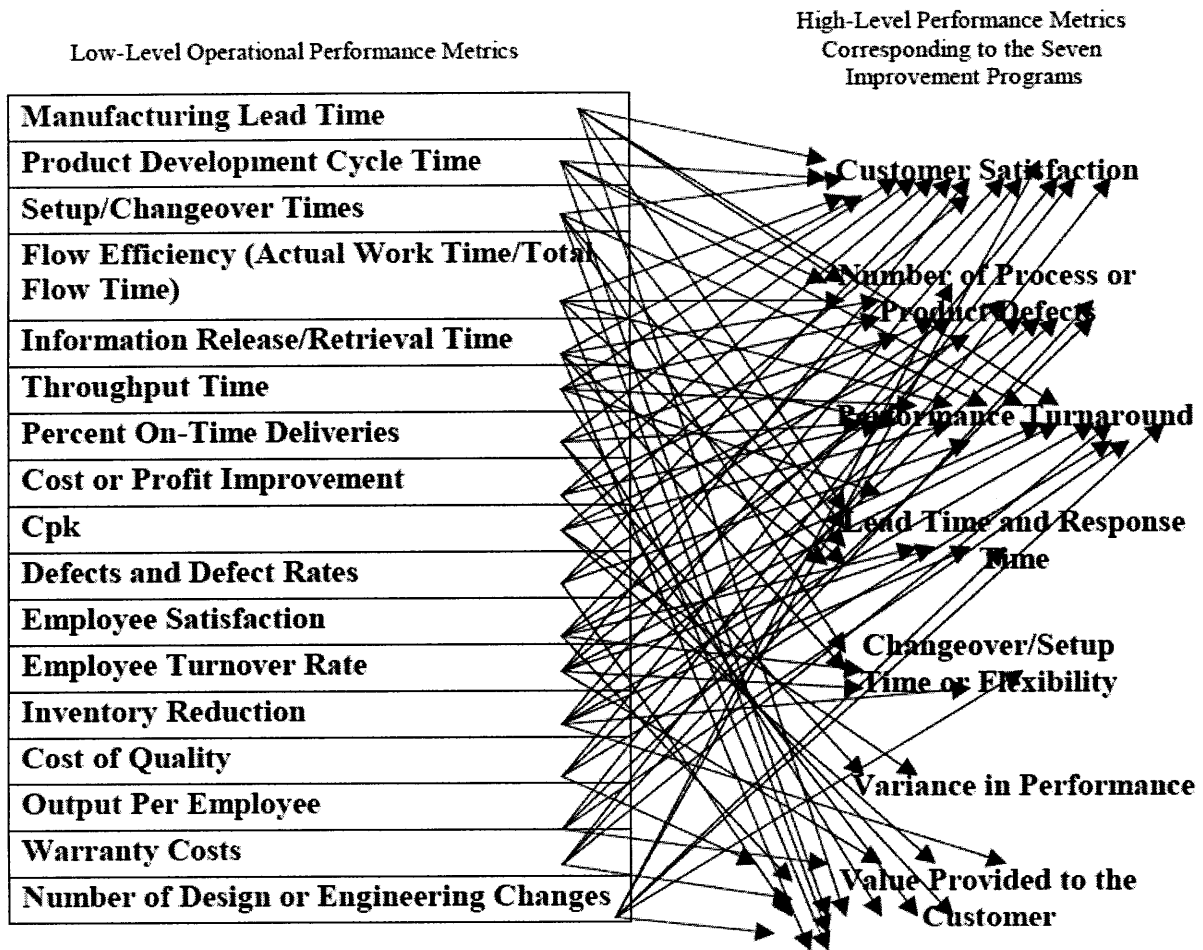 Low-Level Operational Performance Metrics
High-Level Performance Metrics
Corresponding to the Seven
Improvement Programs
Manufacturing Lead Time
Product Development Cycle Time
Setup/Changeover Times
Flow Efficiency (Actual Work Time/Total
Flow Time)
Information Release/Retrieval Time
Throughput Time
Percent On-Time Deliveries
Cost or Profit Improvement
Cpk
Defects and Defect Rates
Employee Satisfaction
Employee Turnover Rate
Inventory Reduction
Cost of Quality
Output Per Employee
Warranty Costs
Number of Design or Engineering Changes
Customer Satisfaction
Number of Process or
Product Defects
Performance Turnaround
Lead Time and Response
Time
Changeover/Setup
Time or Flexibility
Variance in Performance
Value Provided to the
Customer